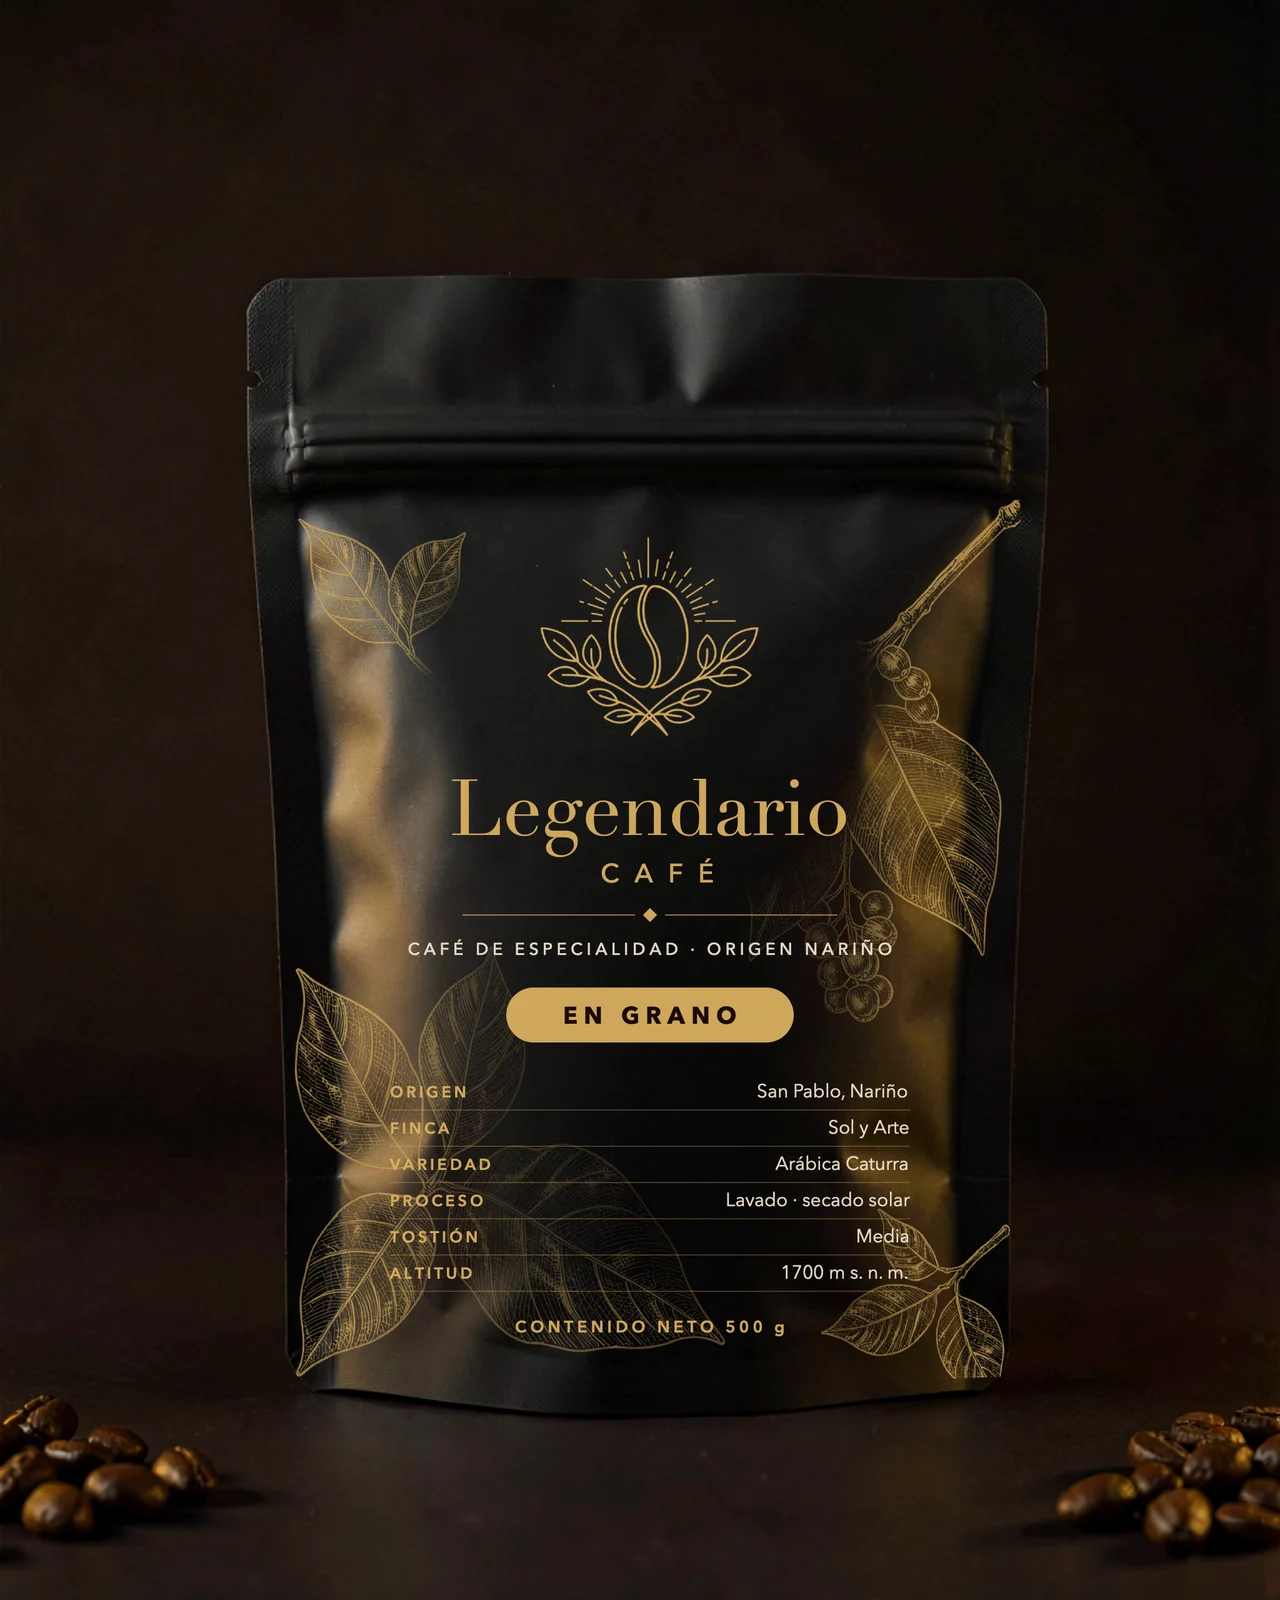 Legendario
CAFÉ
CAFÉ DE ESPECIALIDAD · ORIGEN NARIÑO
EN GRANO
ORIGEN San Pablo, Nariño
FINCA Sol y Arte
VARIEDAD Arábica Caturra
PROCESO Lavado · secado solar
TOSTIÓN Media
ALTITUD 1700 m s. n. m.
CONTENIDO NETO 500 g